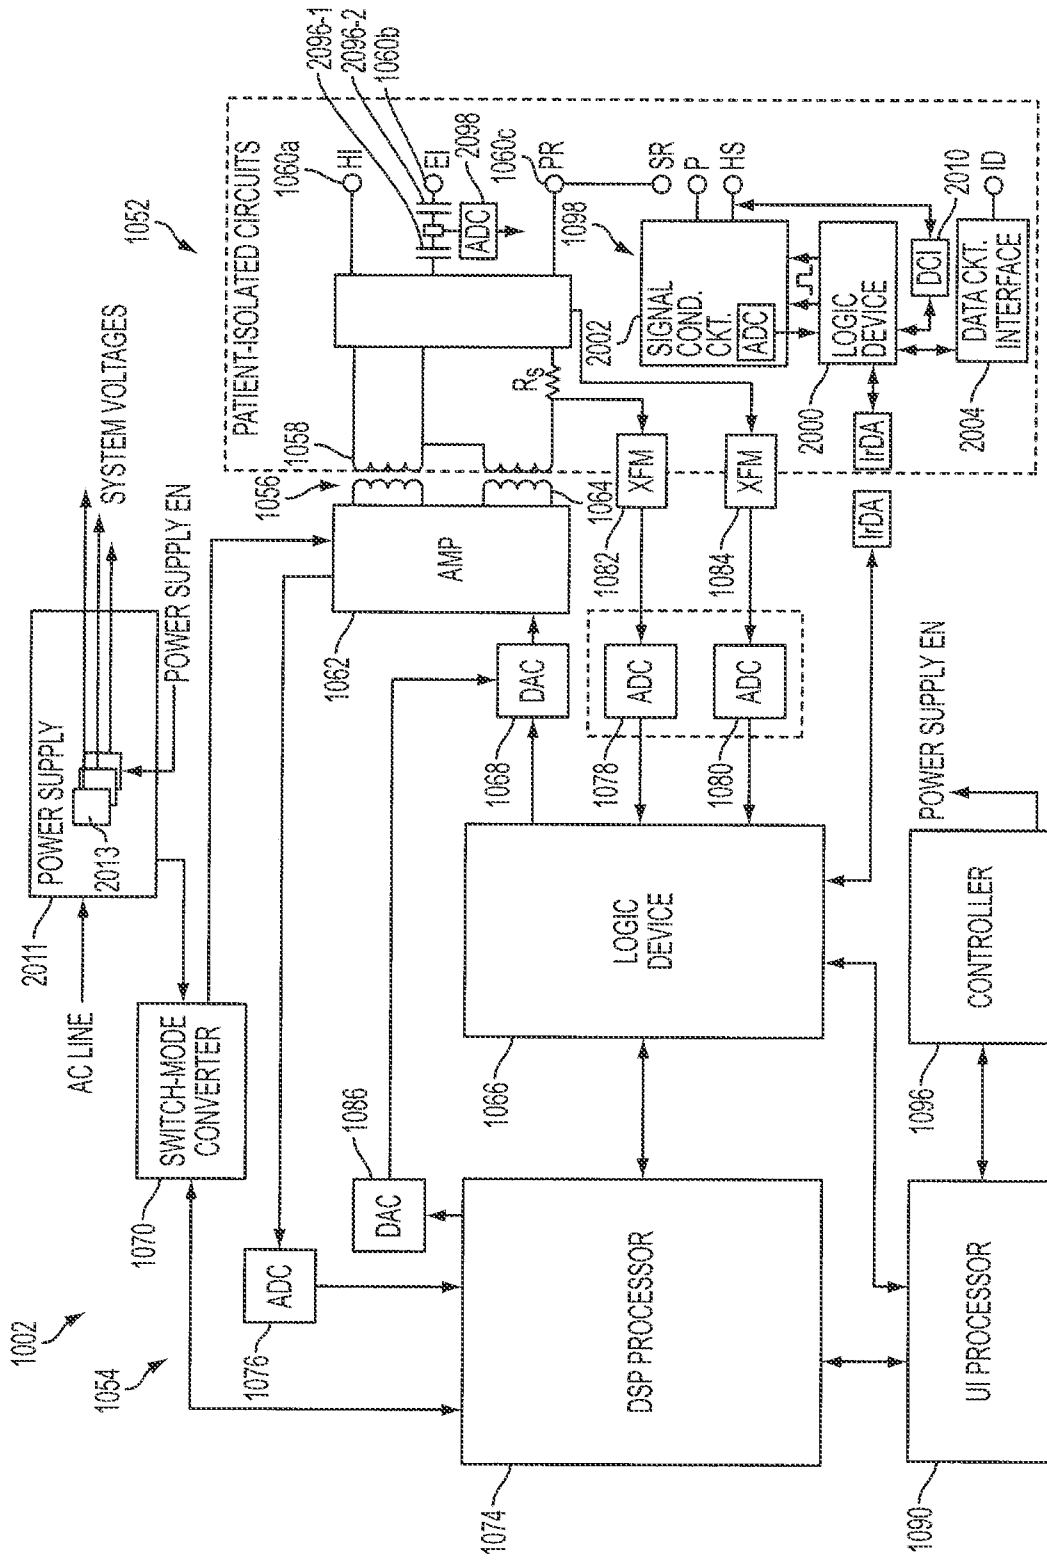 1002
1054
1052
2011
AC LINE
POWER SUPPLY
2013
SYSTEM VOLTAGES
POWER SUPPLY EN
1070
SWITCH-MODE
CONVERTER
1076
ADC
1086
DAC
1062
AMP
1056
1058
1064
PATIENT-ISOLATED CIRCUITS
1060a
HI
2096-1
2096-2
1060b
EI
2098
ADC
1060c
PR
SR
P
HS
RS
1098
2002
SIGNAL
COND.
CKT.
ADC
1068
DAC
1078
ADC
1080
ADC
1082
XFM
1084
XFM
2000
LOGIC
DEVICE
DCI
2010
2004
DATA CKT.
INTERFACE
ID
IrDA
IrDA
1066
LOGIC
DEVICE
1074
DSP PROCESSOR
1090
UI PROCESSOR
1096
CONTROLLER
POWER SUPPLY EN